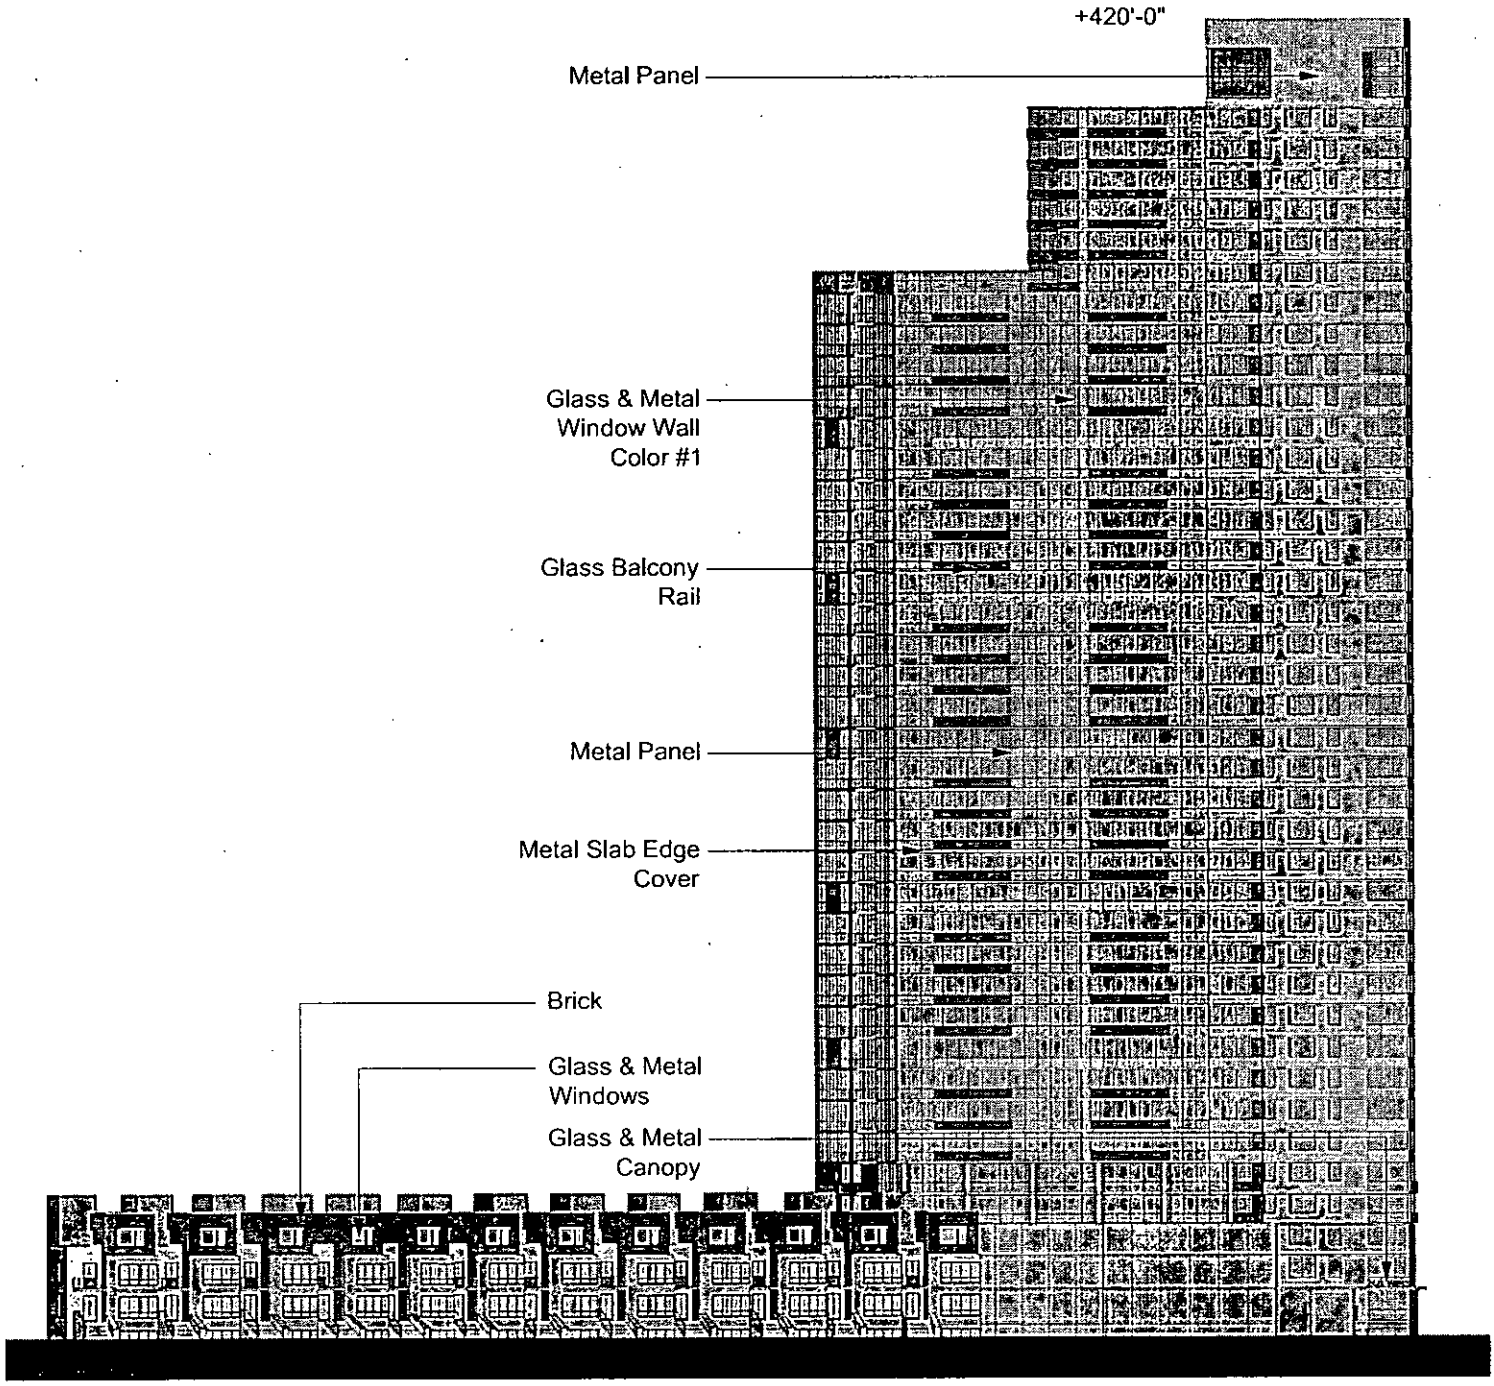 +420'-0"
Metal Panel
Glass & Metal
Window Wall
Color #1
Glass Balcony
Rail
Metal Panel
Metal Slab Edge
Cover
Brick
Glass & Metal
Windows
Glass & Metal
Canopy